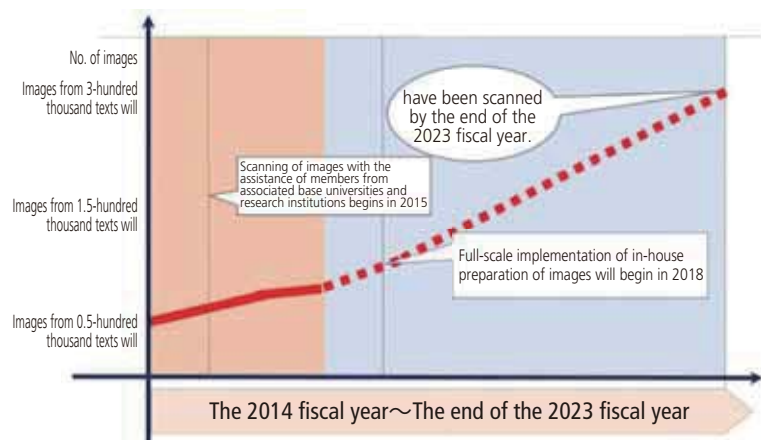 No. of images
Images from 3-hundred
thousand texts will
have been scanned
by the end of the
2023 fiscal year.
Scanning of images with the
assistance of members from
associated base universities and
research institutions begins in 2015
Images from 1.5-hundred
thousand texts will
Full-scale implementation of in-house
preparation of images will begin in 2018
Images from 0.5-hundred
thousand texts will
The 2014 fiscal year～The end of the 2023 fiscal year